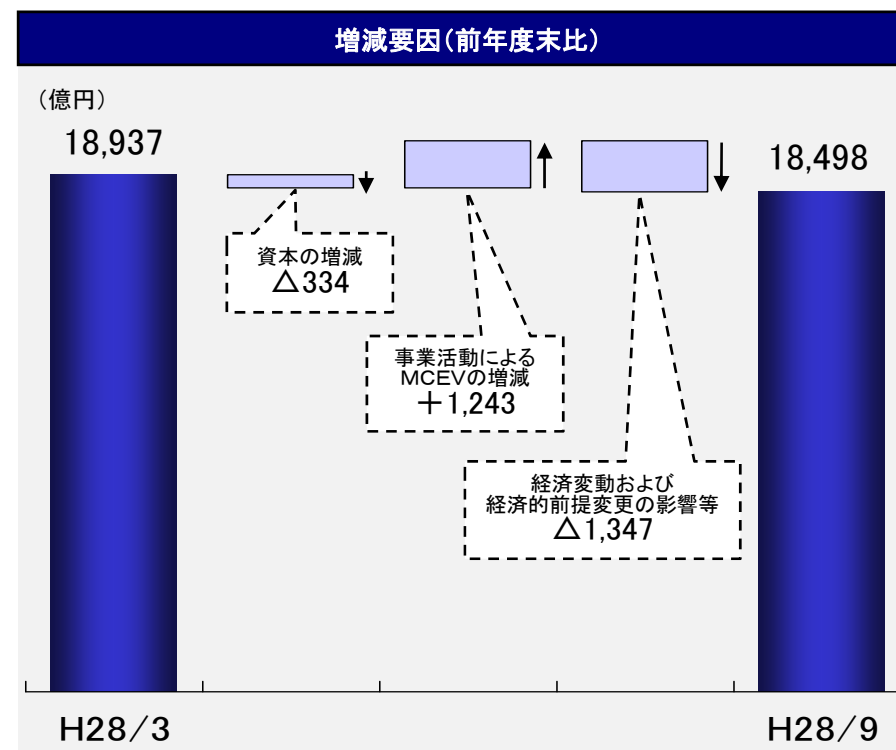 増減要因(前年度末比)
(億円)
18,937
18,498
資本の増減
△334
事業活動による
MCEVの増減
+1,243
経済変動および
経済的前提変更の影響等
△1,347
H28/3
H28/9